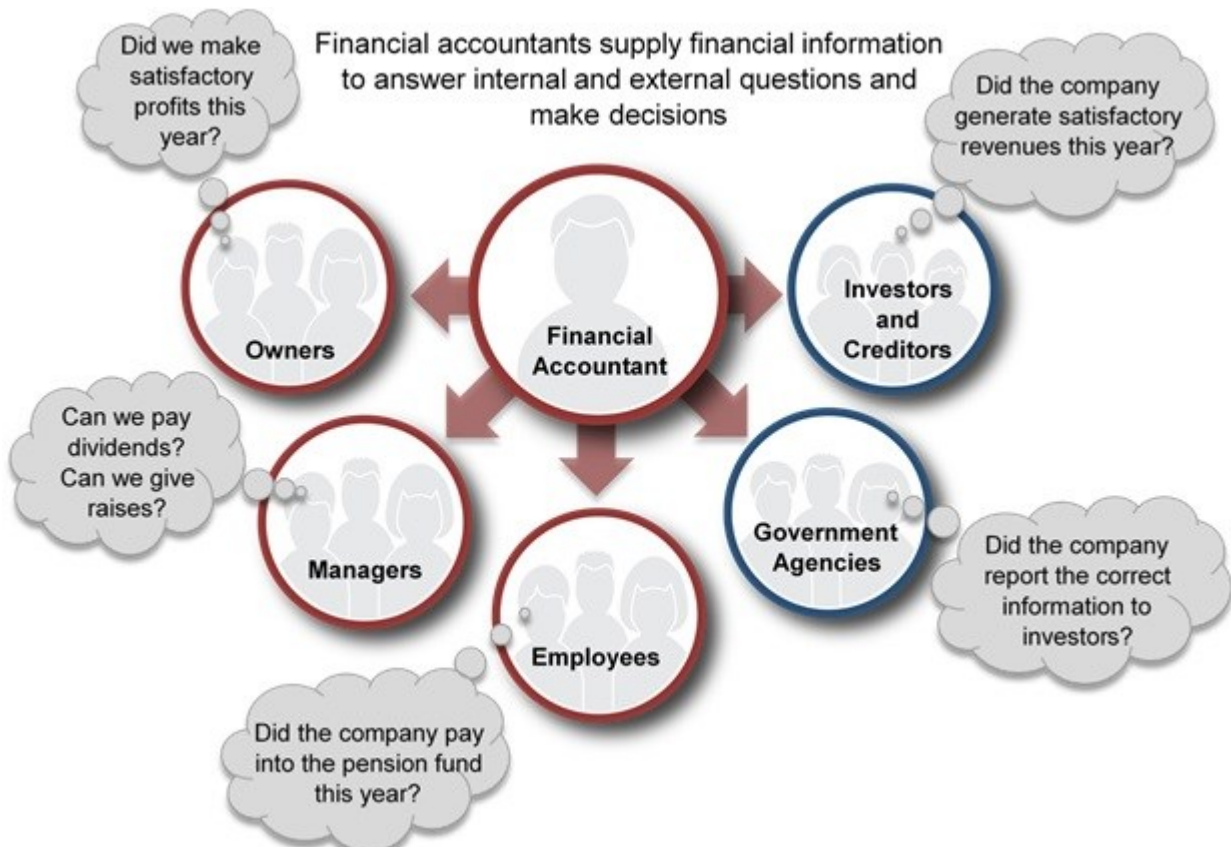 Did we make
satisfactory
profits this
year?
Financial accountants supply financial information
to answer internal and external questions and
make decisions
Did the company
generate satisfactory
revenues this year?
Owners
Financial
Accountant
Investors
and
Creditors
Can we pay
dividends?
Can we give
raises?
Managers
Employees
Government
Agencies
Did the company
report the correct
information to
investors?
Did the company pay
into the pension fund
this year?